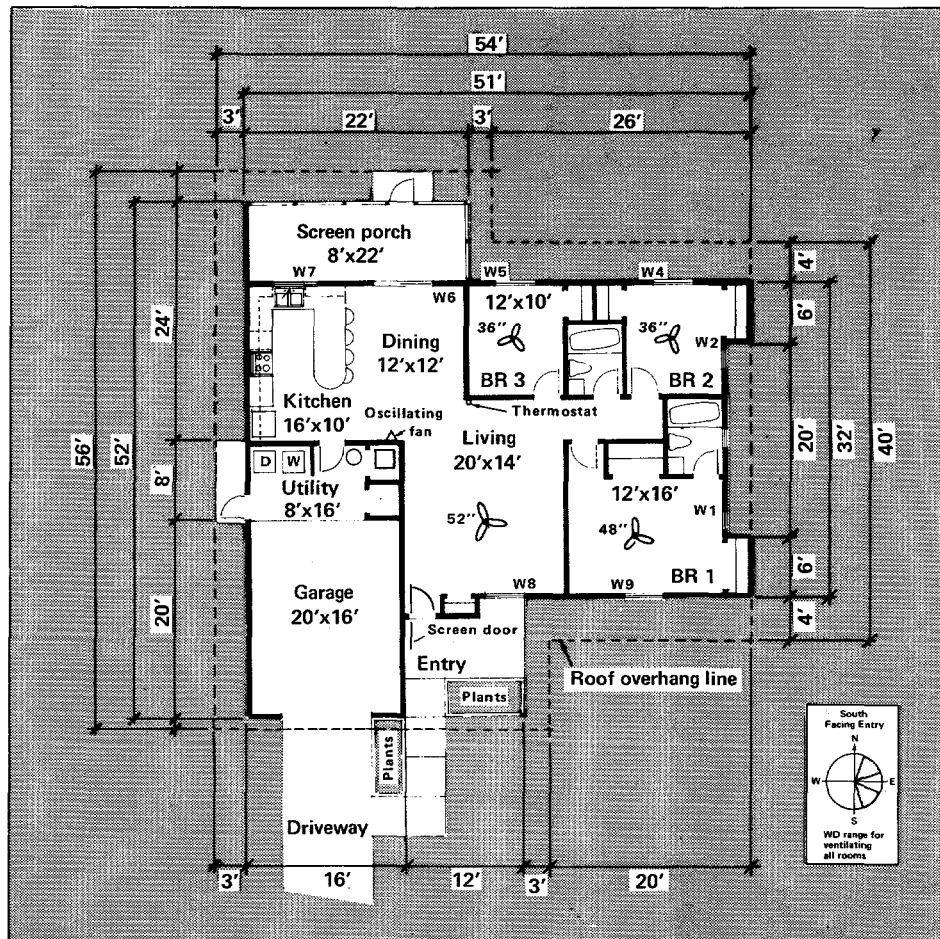 54'
51'
3'
22'
3'
26'
Screen porch
8'x22'
W7
W6
W5
W4
12'x10'
36"
36"
W2
Dining
12'x12'
BR 3
BR 2
Kitchen
16'x10'
Oscillating
fan
Thermostat
Living
20'x14'
D
W
Utility
8'x16'
12'x16'
W1
52"
48"
Garage
20'x16'
W8
W9
BR 1
Screen door
Entry
Roof overhang line
Plants
Plants
Driveway
56'
52'
24'
8'
20'
4'
6'
20'
32'
40'
6'
4'
South
Facing Entry
N
W
E
S
WD range for
ventilating
all rooms
3'
16'
12'
3'
20'